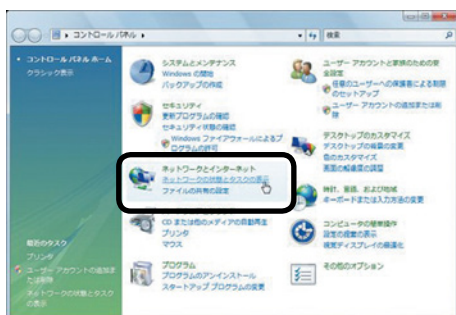 コントロール パネル
検索
コントロール パネル ホーム
クラシック表示
システムとメンテナンス
Windows の開始
バックアップの作成
セキュリティ
更新プログラムの確認
セキュリティ状態の確認
Windows ファイアウォールによるプ
ログラムの許可
ネットワークとインターネット
ネットワークの状態とタスクの表示
ファイルの共有の設定
CD または他のメディアの自動再生
プリンタ
マウス
プログラム
プログラムのアンインストール
スタートアップ プログラムの変更
ユーザー アカウントと家族のための安
全設定
任意のユーザーへの保護者による制限
のセットアップ
ユーザー アカウントの追加または削
除
デスクトップのカスタマイズ
デスクトップの背景の変更
色のカスタマイズ
画面の解像度の調整
時計、言語、および地域
キーボードまたは入力方法の変更
コンピュータの簡単操作
設定の提案の表示
視覚ディスプレイの最適化
その他のオプション
最近のタスク
プリンタ
ユーザー アカウントの追加ま
たは削除
ネットワークの状態とタスク
の表示